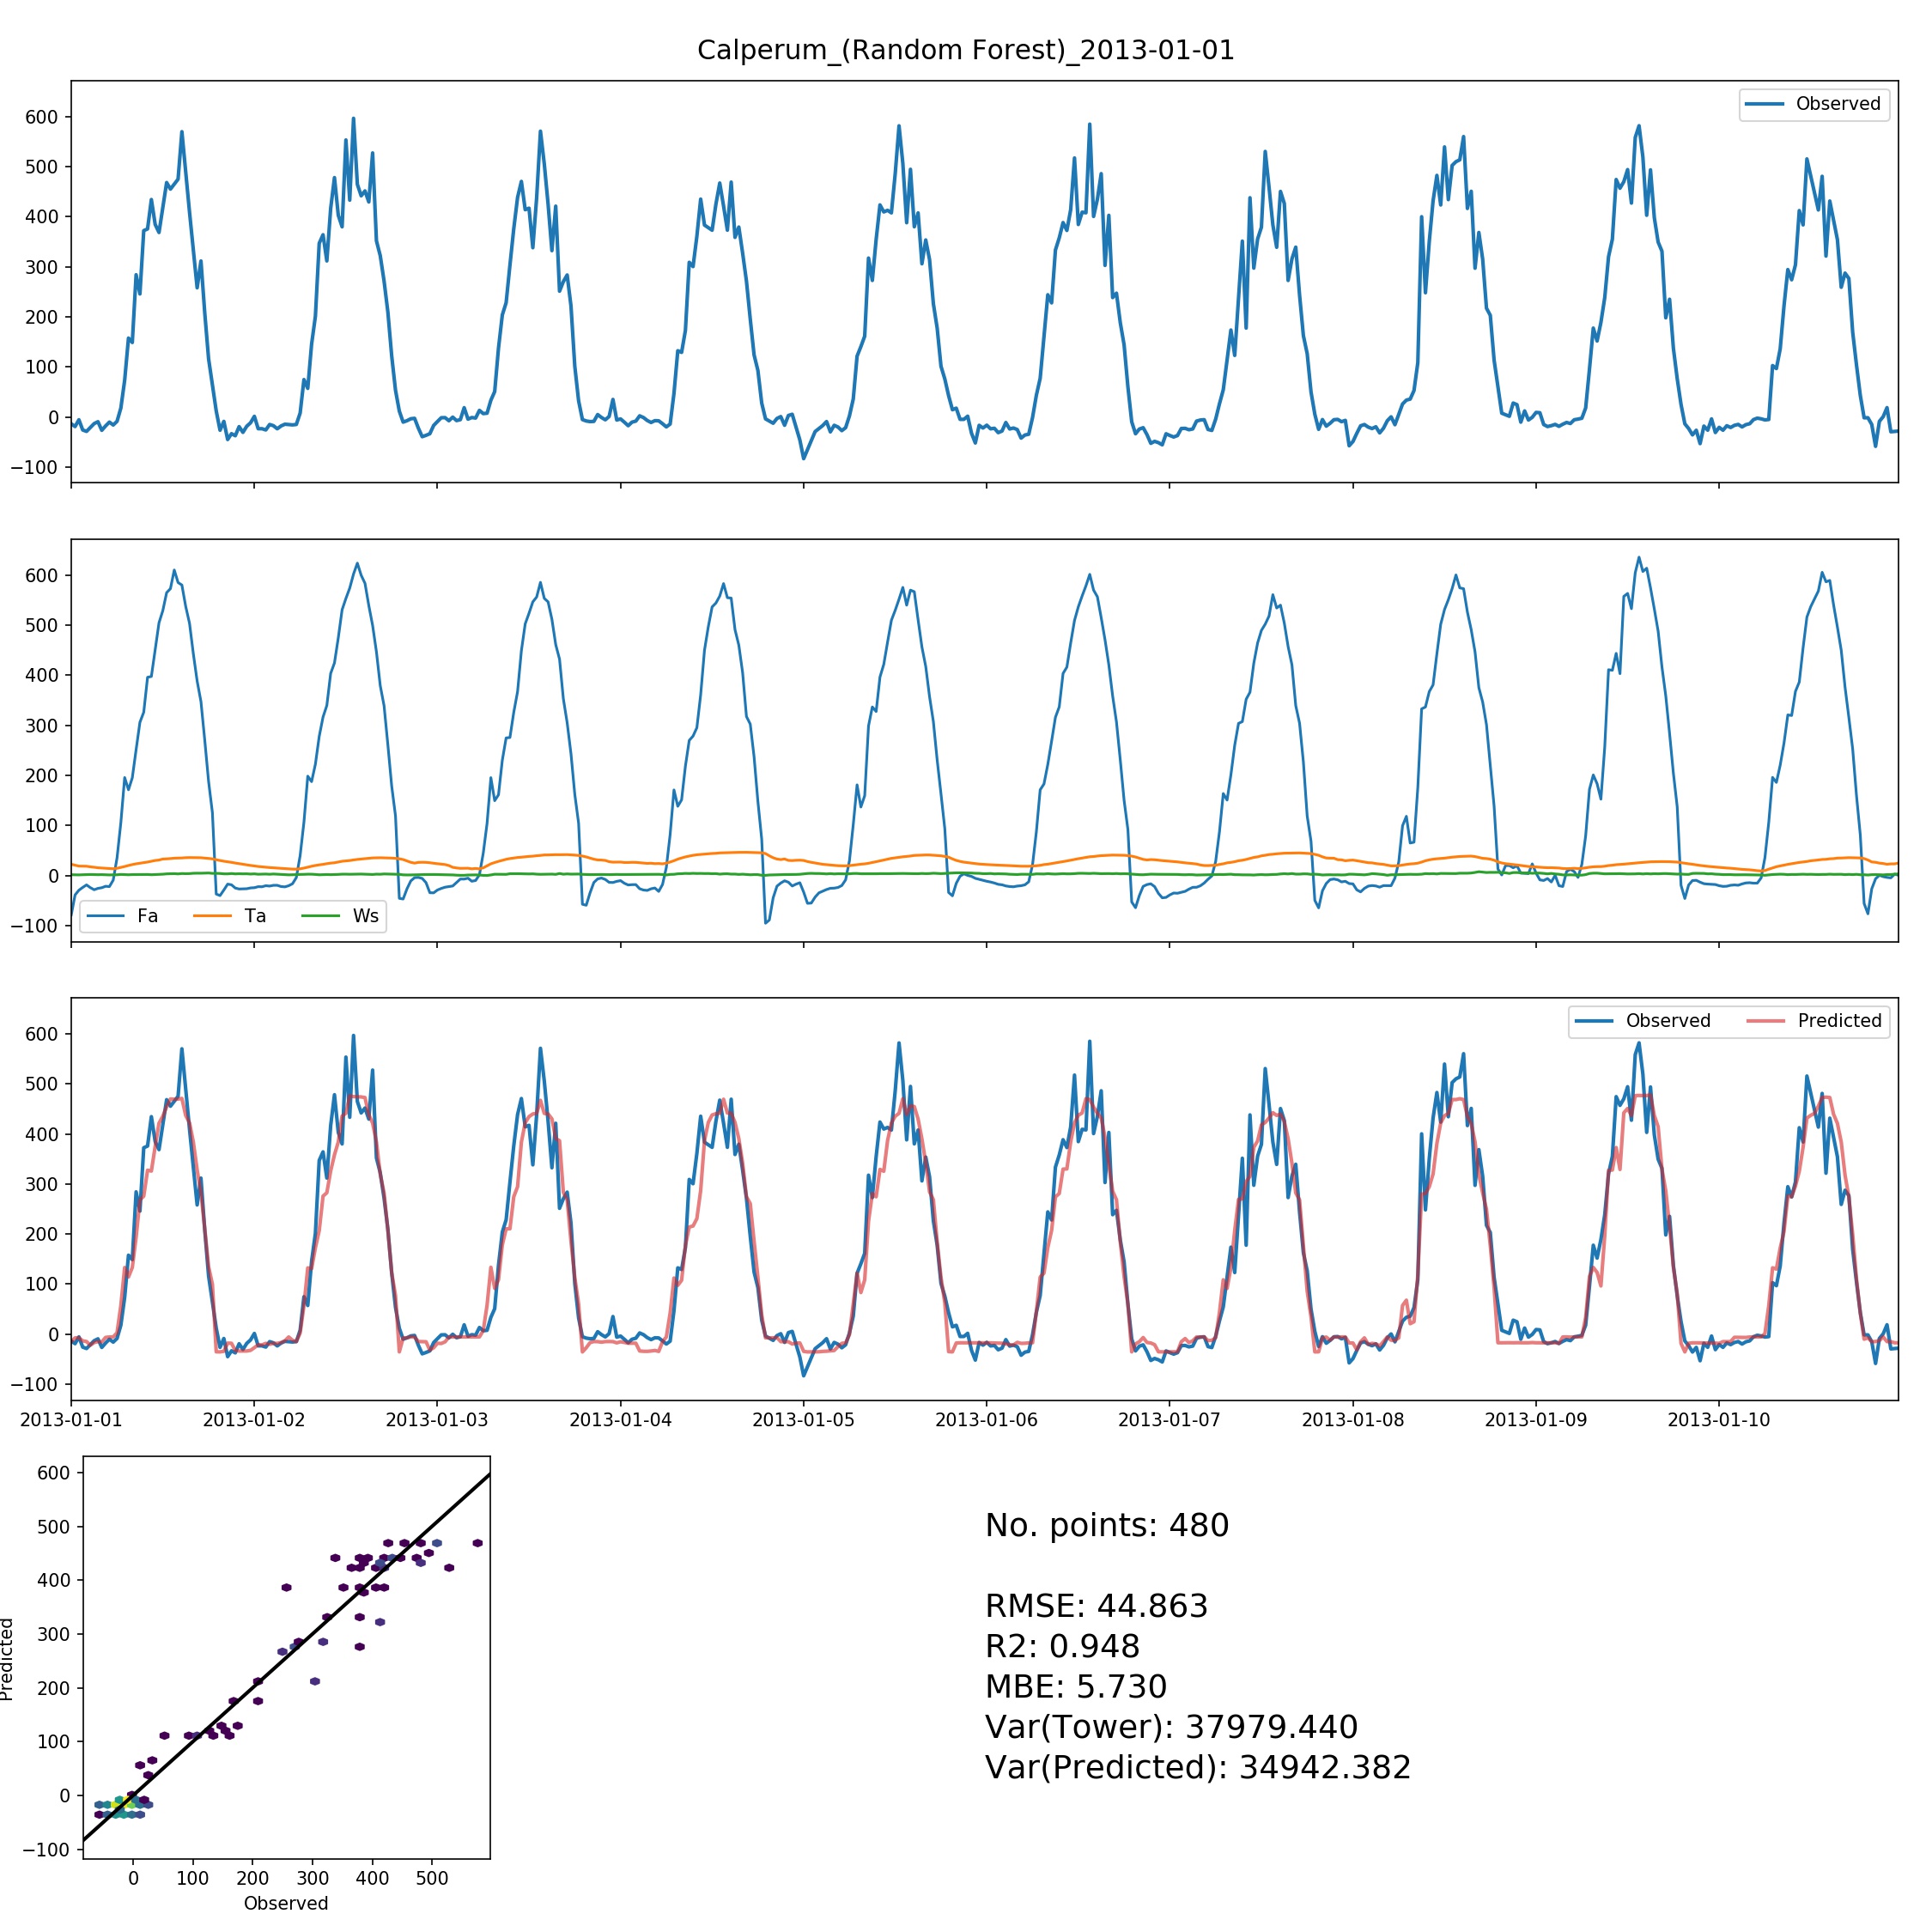 Calperum_(Random Forest)_2013-01-01
600
500
400
300
200
100
0
−100
Observed
600
500
400
300
200
100
0
−100
Fa Ta Ws
600
500
400
300
200
100
0
−100
Observed Predicted
2013-01-01 2013-01-02 2013-01-03 2013-01-04 2013-01-05 2013-01-06 2013-01-07 2013-01-08 2013-01-09 2013-01-10
600
500
400
300
200
100
0
−100
Predicted
0 100 200 300 400 500
Observed
No. points: 480
RMSE: 44.863
R2: 0.948
MBE: 5.730
Var(Tower): 37979.440
Var(Predicted): 34942.382